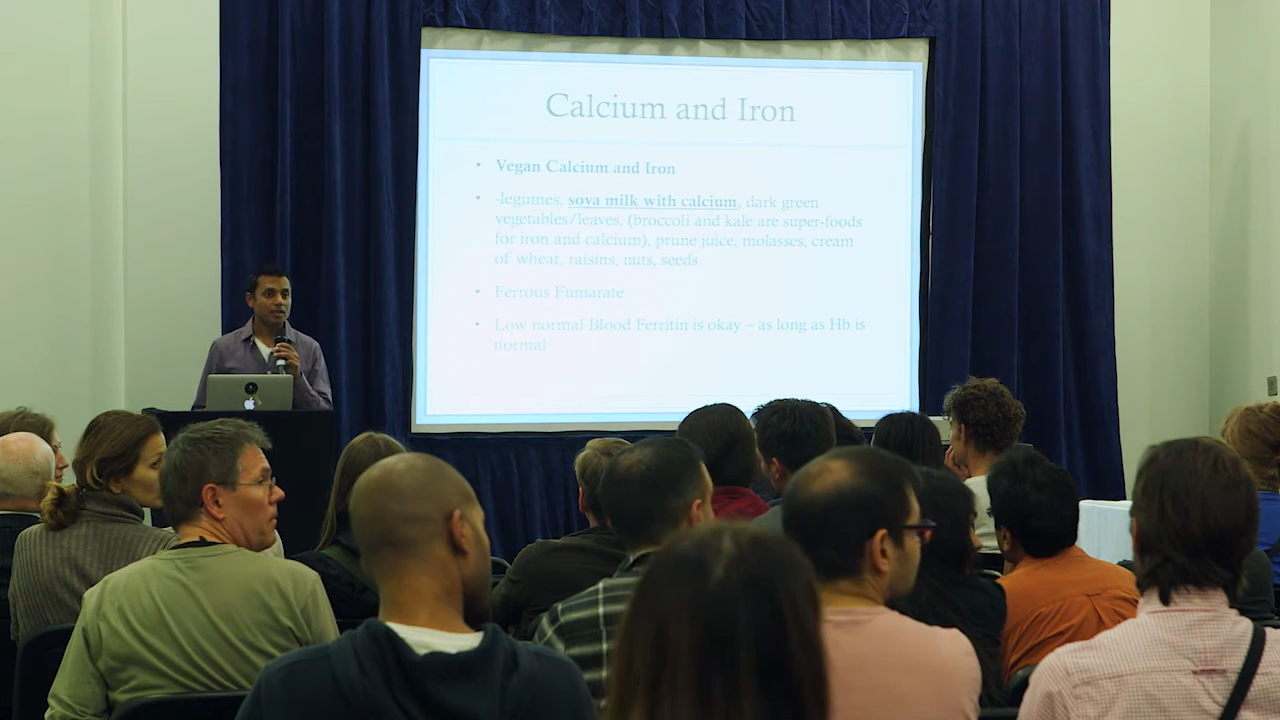 Calcium and Iron
• Vegan Calcium and Iron
• -legumes, soya milk with calcium, dark green
vegetables/leaves, (broccoli and kale are super-foods
for iron and calcium), prune juice, molasses, cream
of wheat, raisins, nuts, seeds
• Ferrous Fumarate
• Low normal Blood Ferritin is okay – as long as Hb is
normal